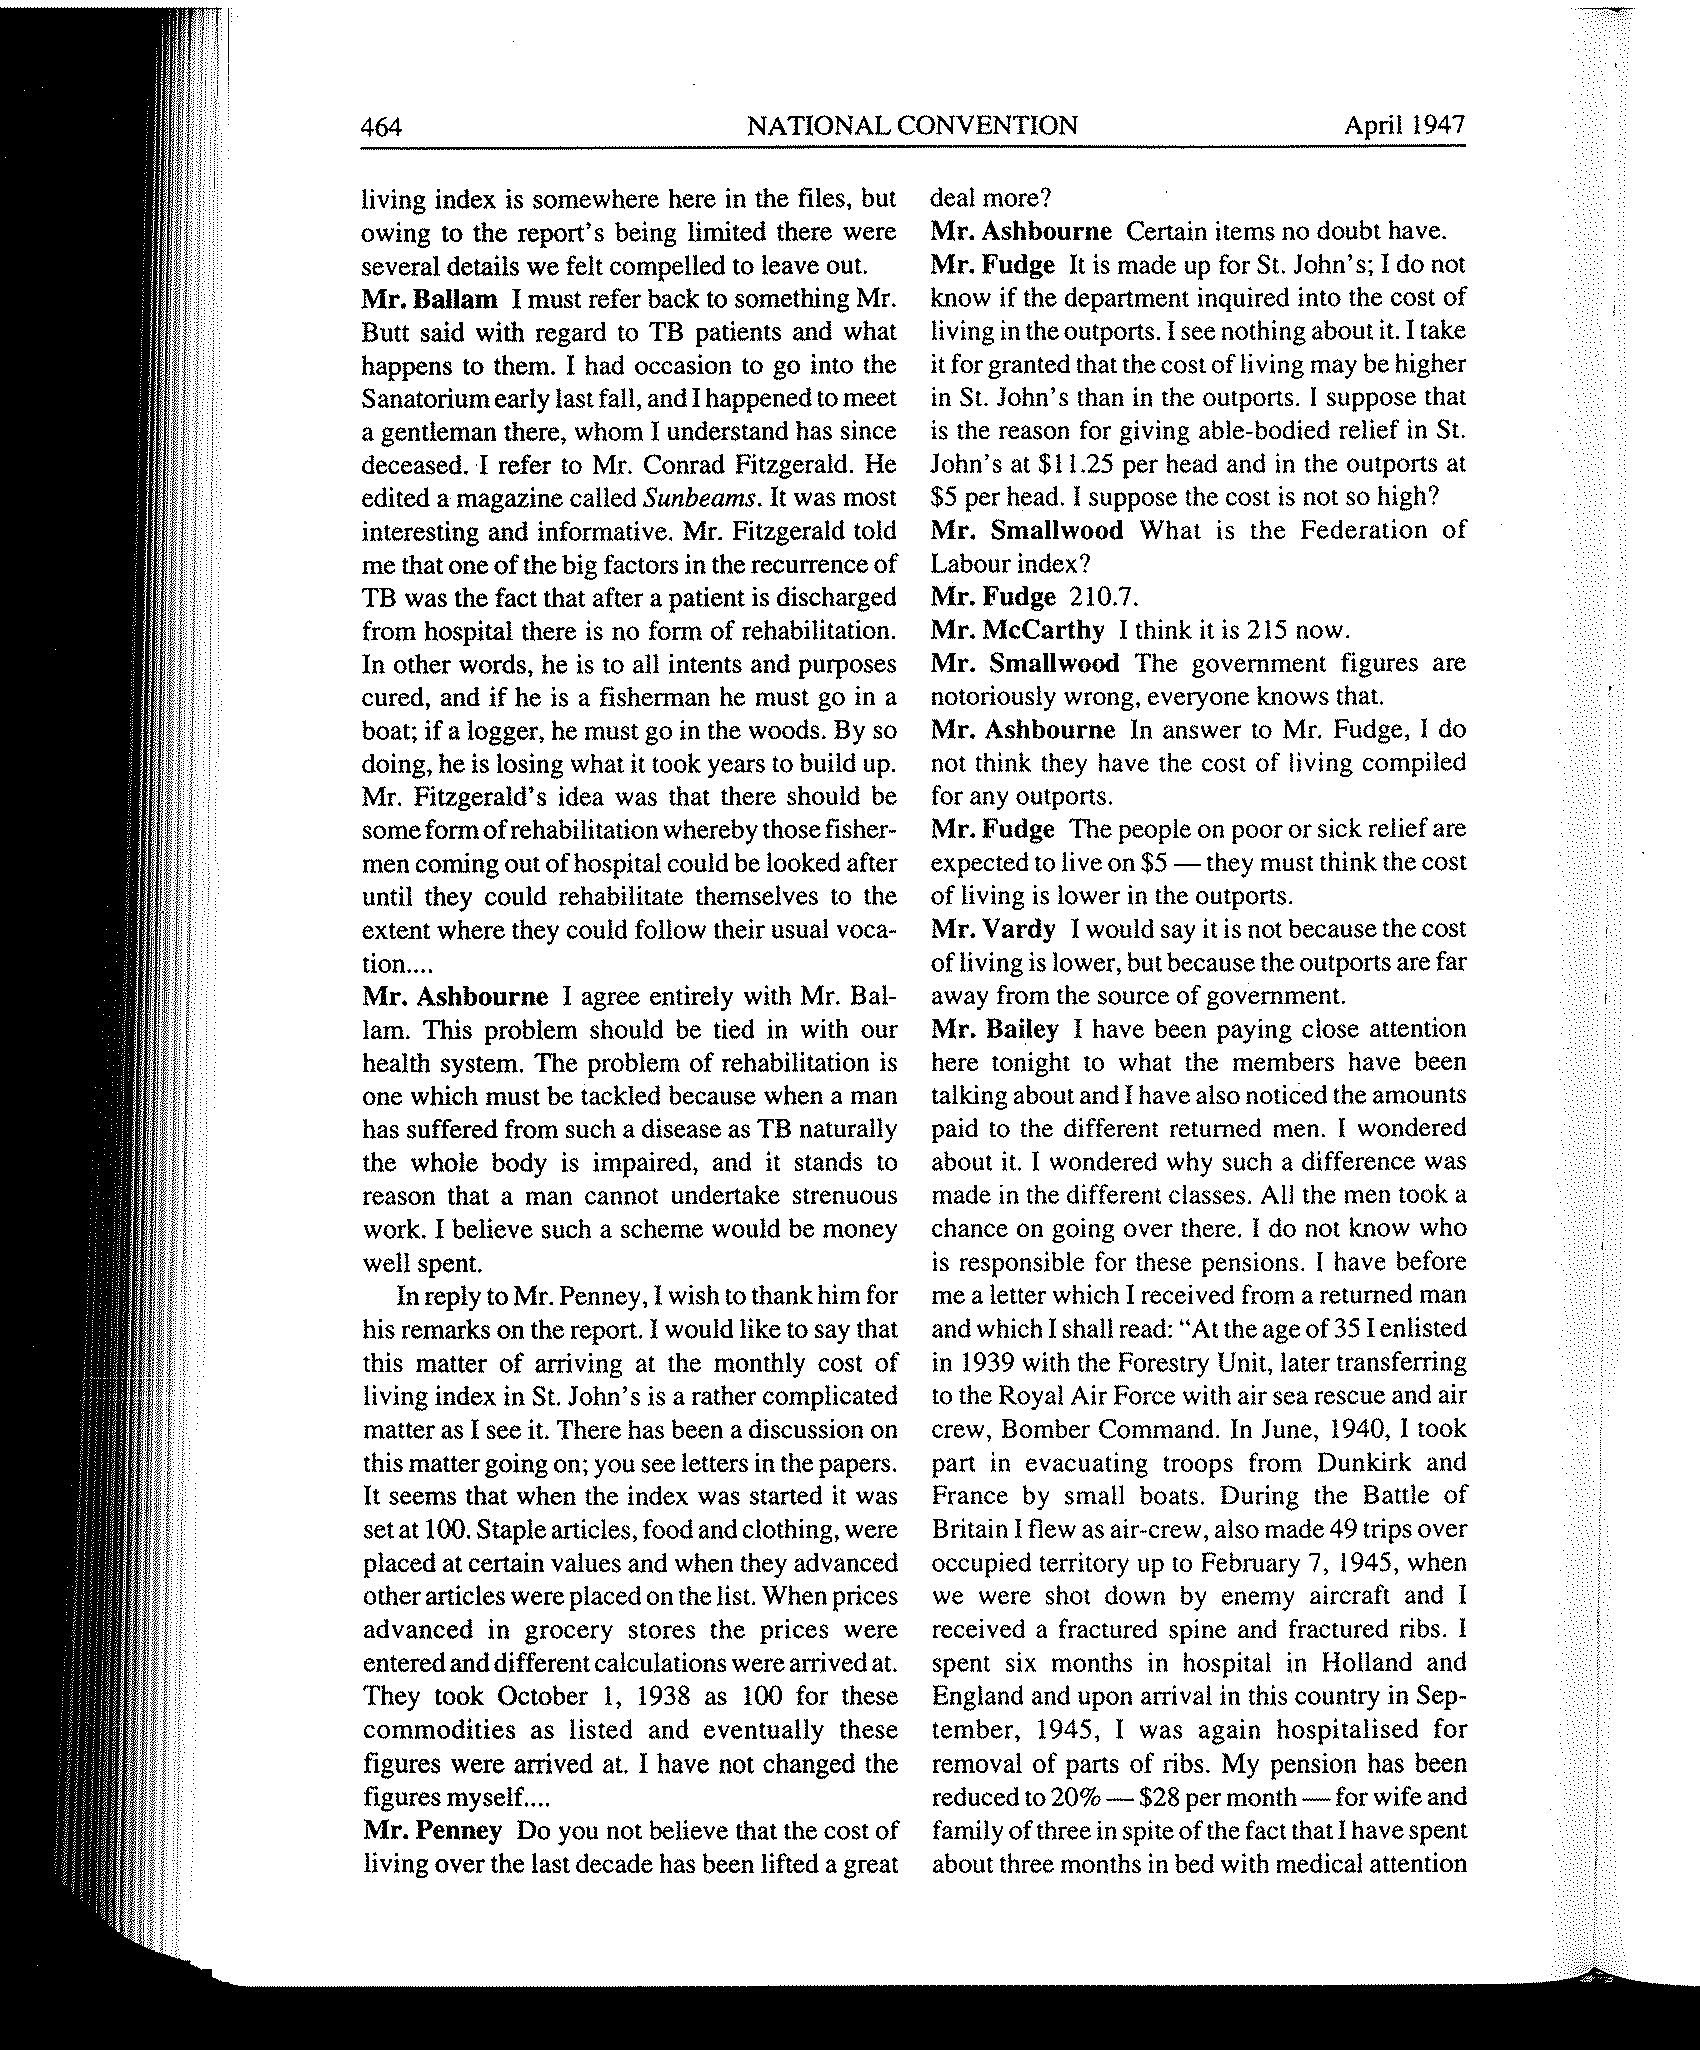 464 NATIONAL CONVENTION April 1947
living index is somewhere here in the files, but
owing to the report's being limited there were
several details we felt compelled to leave out.
Mr. Ballam I must refer back to something Mr.
Butt said with regard to TB patients and what
happens to them. I had occasion to go into the
Sanatorium early last fall, and I happened to meet
a gentleman there, whom I understand has since
deceased. I refer to Mr. Conrad Fitzgerald. He
edited a magazine called Sunbeams. It was most
interesting and informative. Mr. Fitzgerald told
me that one of the big factors in the recurrence of
TB was the fact that after a patient is discharged
from hospital there is no form of rehabilitation.
In other words, he is to all intents and purposes
cured, and if he is a fisherman he must go in a
boat; if a logger, he must go in the woods. By so
doing, he is losing what it took years to build up.
Mr. Fitzgerald's idea was that there should be
some form of rehabilitation whereby those fisher-
men coming out of hospital could be looked after
until they could rehabilitate themselves to the
extent where they could follow their usual voca-
tion....
Mr. Ashbourne I agree entirely with Mr. Bal-
lam. This problem should be tied in with our
health system. The problem of rehabilitation is
one which must be tackled because when a man
has suffered from such a disease as TB naturally
the whole body is impaired, and it stands to
reason that a man cannot undertake strenuous
work. I believe such a scheme would be money
well spent.
In reply to Mr. Penney, I wish to thank him for
his remarks on the report. I would like to say that
this matter of arriving at the monthly cost of
living index in St. John's is a rather complicated
matter as I see it. There has been a discussion on
this matter going on; you see letters in the papers.
It seems that when the index was started it was
set at 100. Staple articles, food and clothing, were
placed at certain values and when they advanced
other articles were placed on the list. When prices
advanced in grocery stores the prices were
entered and different calculations were arrived at.
They took October 1, 1938 as 100 for these
commodities as listed and eventually these
figures were arrived at. I have not changed the
figures myself....
Mr. Penney Do you not believe that the cost of
living over the last decade has been lifted a great
deal more?
Mr. Ashbourne Certain items no doubt have.
Mr. Fudge It is made up for St. John's; I do not
know if the department inquired into the cost of
living in the outports. I see nothing about it. I take
it for granted that the cost of living may be higher
in St. John's than in the outports. I suppose that
is the reason for giving able-bodied relief in St.
John's at $11.25 per head and in the outports at
$5 per head. I suppose the cost is not so high?
Mr. Smallwood What is the Federation of
Labour index?
Mr. Fudge 210.7.
Mr. McCarthy I think it is 215 now.
Mr. Smallwood The government figures are
notoriously wrong, everyone knows that.
Mr. Ashbourne In answer to Mr. Fudge, I do
not think they have the cost of living compiled
for any outports.
Mr. Fudge The people on poor or sick relief are
expected to live on $5 — they must think the cost
of living is lower in the outports.
Mr. Vardy I would say it is not because the cost
of living is lower, but because the outports are far
away from the source of government.
Mr. Bailey I have been paying close attention
here tonight to what the members have been
talking about and I have also noticed the amounts
paid to the different returned men. I wondered
about it. I wondered why such a difference was
made in the different classes. All the men took a
chance on going over there. I do not know who
is responsible for these pensions. I have before
me a letter which I received from a returned man
and which I shall read: "At the age of 35 I enlisted
in 1939 with the Forestry Unit, later transferring
to the Royal Air Force with air sea rescue and air
crew, Bomber Command. In June, 1940, I took
part in evacuating troops from Dunkirk and
France by small boats. During the Battle of
Britain I flew as air-crew, also made 49 trips over
occupied territory up to February 7, 1945, when
we were shot down by enemy aircraft and I
received a fractured spine and fractured ribs. I
spent six months in hospital in Holland and
England and upon arrival in this country in Sep-
tember, 1945, I was again hospitalised for
removal of parts of ribs. My pension has been
reduced to 20% — $28 per month — for wife and
family of three in spite of the fact that I have spent
about three months in bed with medical attention